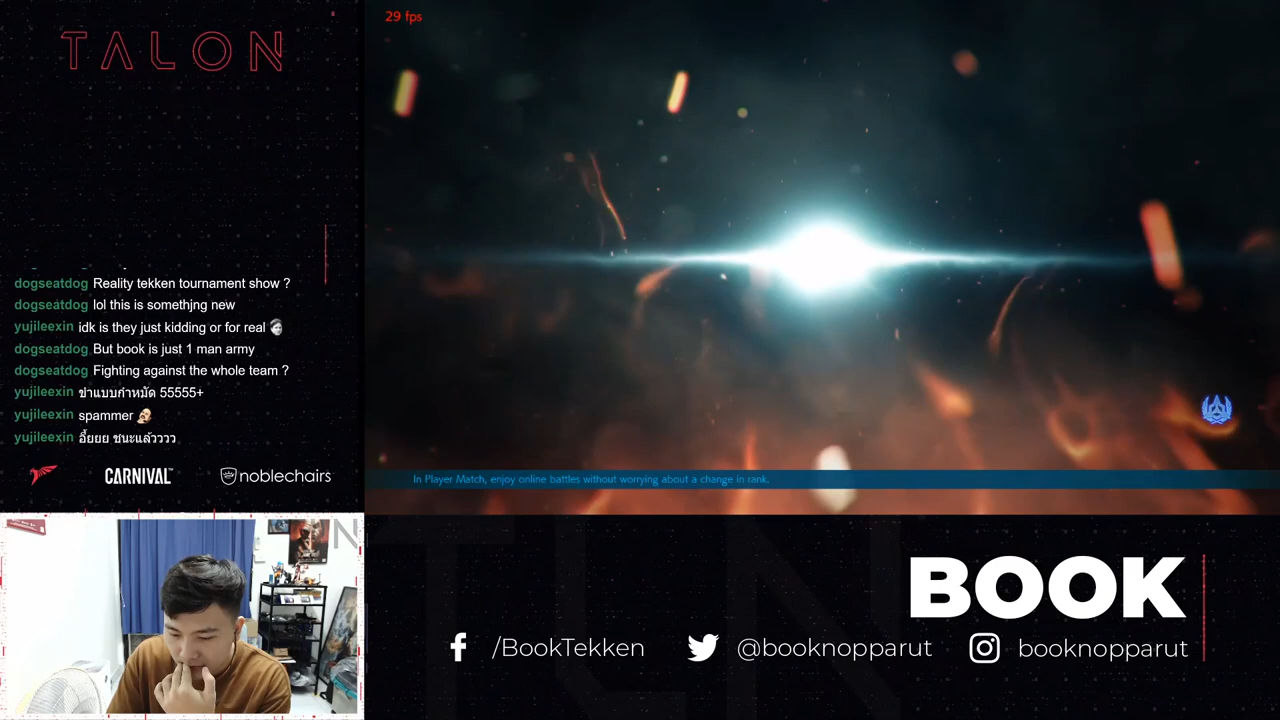 29 fps
TALON
dogseatdog Reality tekken tournament show ?
dogseatdog lol this is somethjng new
yujileexin idk is they just kidding or for real
dogseatdog But book is just 1 man army
dogseatdog Fighting against the whole team ?
yujileexin ขำแบบกำหมัด 55555+
yujileexin spammer
yujileexin อี้ยยย ชนะแล้วววว
CARNIVAL™ noblechairs
In Player Match, enjoy online battles without worrying about a change in rank.
BOOK
/BookTekken @booknopparut booknopparut